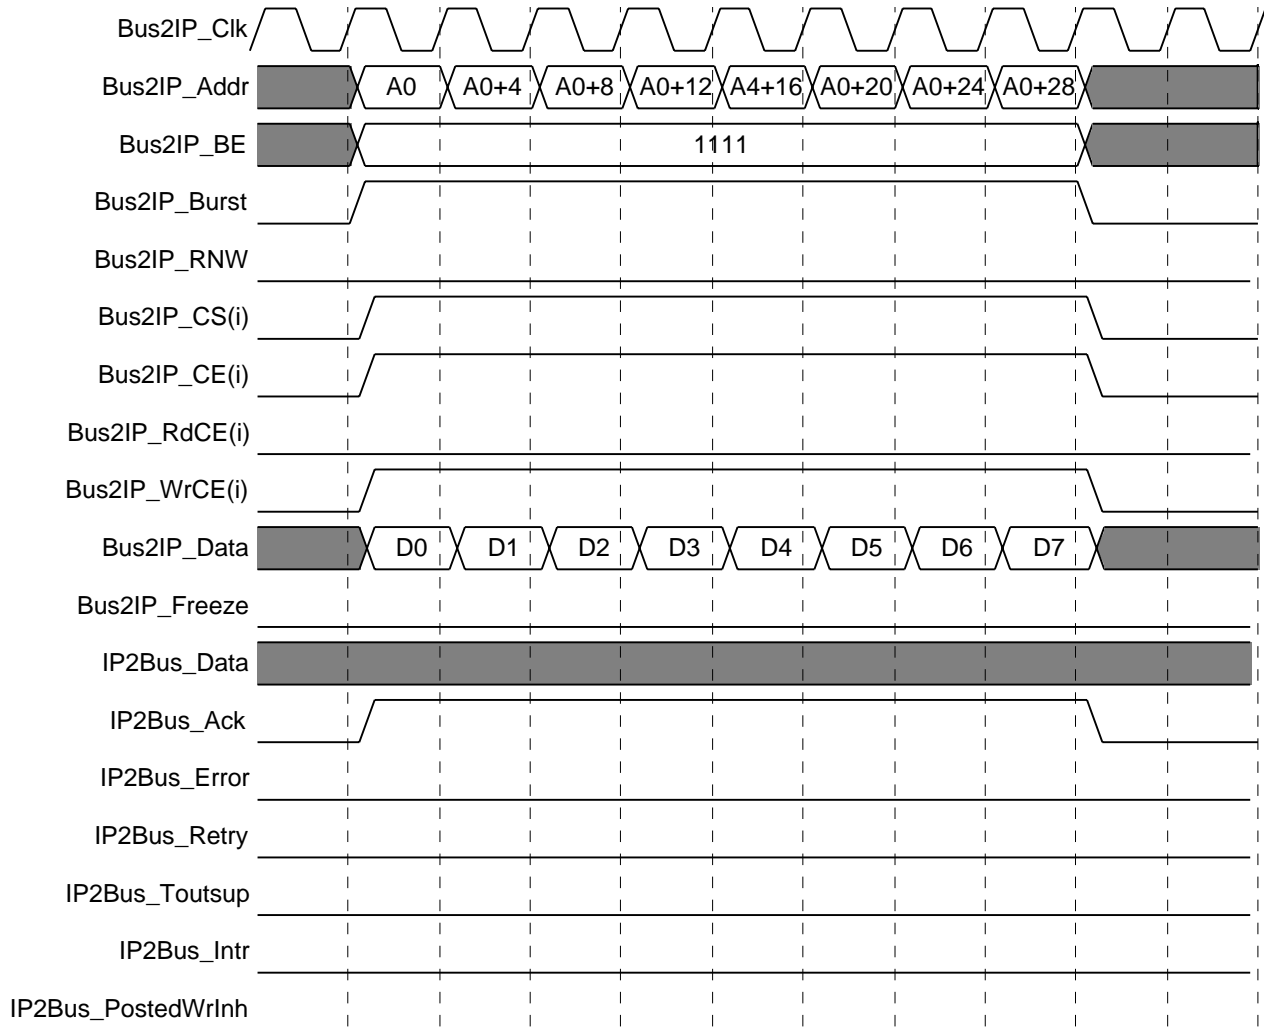 Bus2IP_Clk
Bus2IP_Addr A0 A0+4 A0+8 A0+12 A4+16 A0+20 A0+24 A0+28
Bus2IP_BE 1111
Bus2IP_Burst
Bus2IP_RNW
Bus2IP_CS(i)
Bus2IP_CE(i)
Bus2IP_RdCE(i)
Bus2IP_WrCE(i)
Bus2IP_Data D0 D1 D2 D3 D4 D5 D6 D7
Bus2IP_Freeze
IP2Bus_Data
IP2Bus_Ack
IP2Bus_Error
IP2Bus_Retry
IP2Bus_Toutsup
IP2Bus_Intr
IP2Bus_PostedWrInh